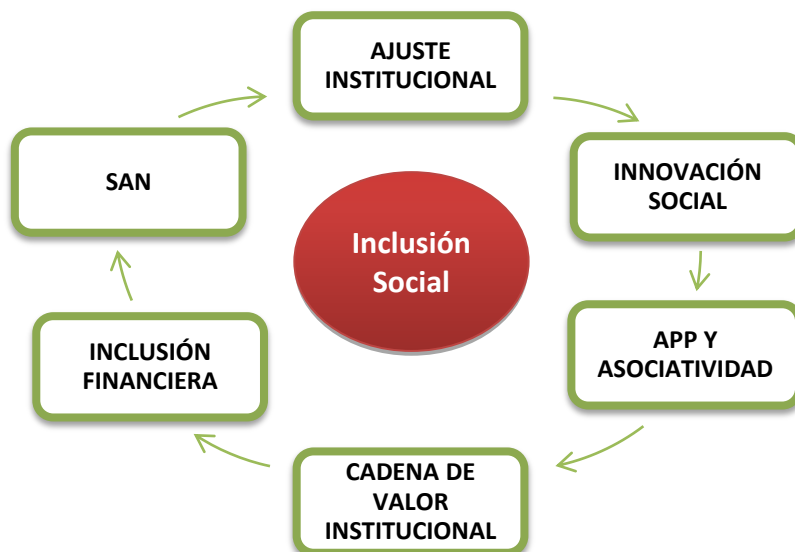 AJUSTE
INSTITUCIONAL
INNOVACIÓN
SOCIAL
APP Y
ASOCIATIVIDAD
CADENA DE
VALOR
INSTITUCIONAL
INCLUSIÓN
FINANCIERA
SAN
Inclusión
Social